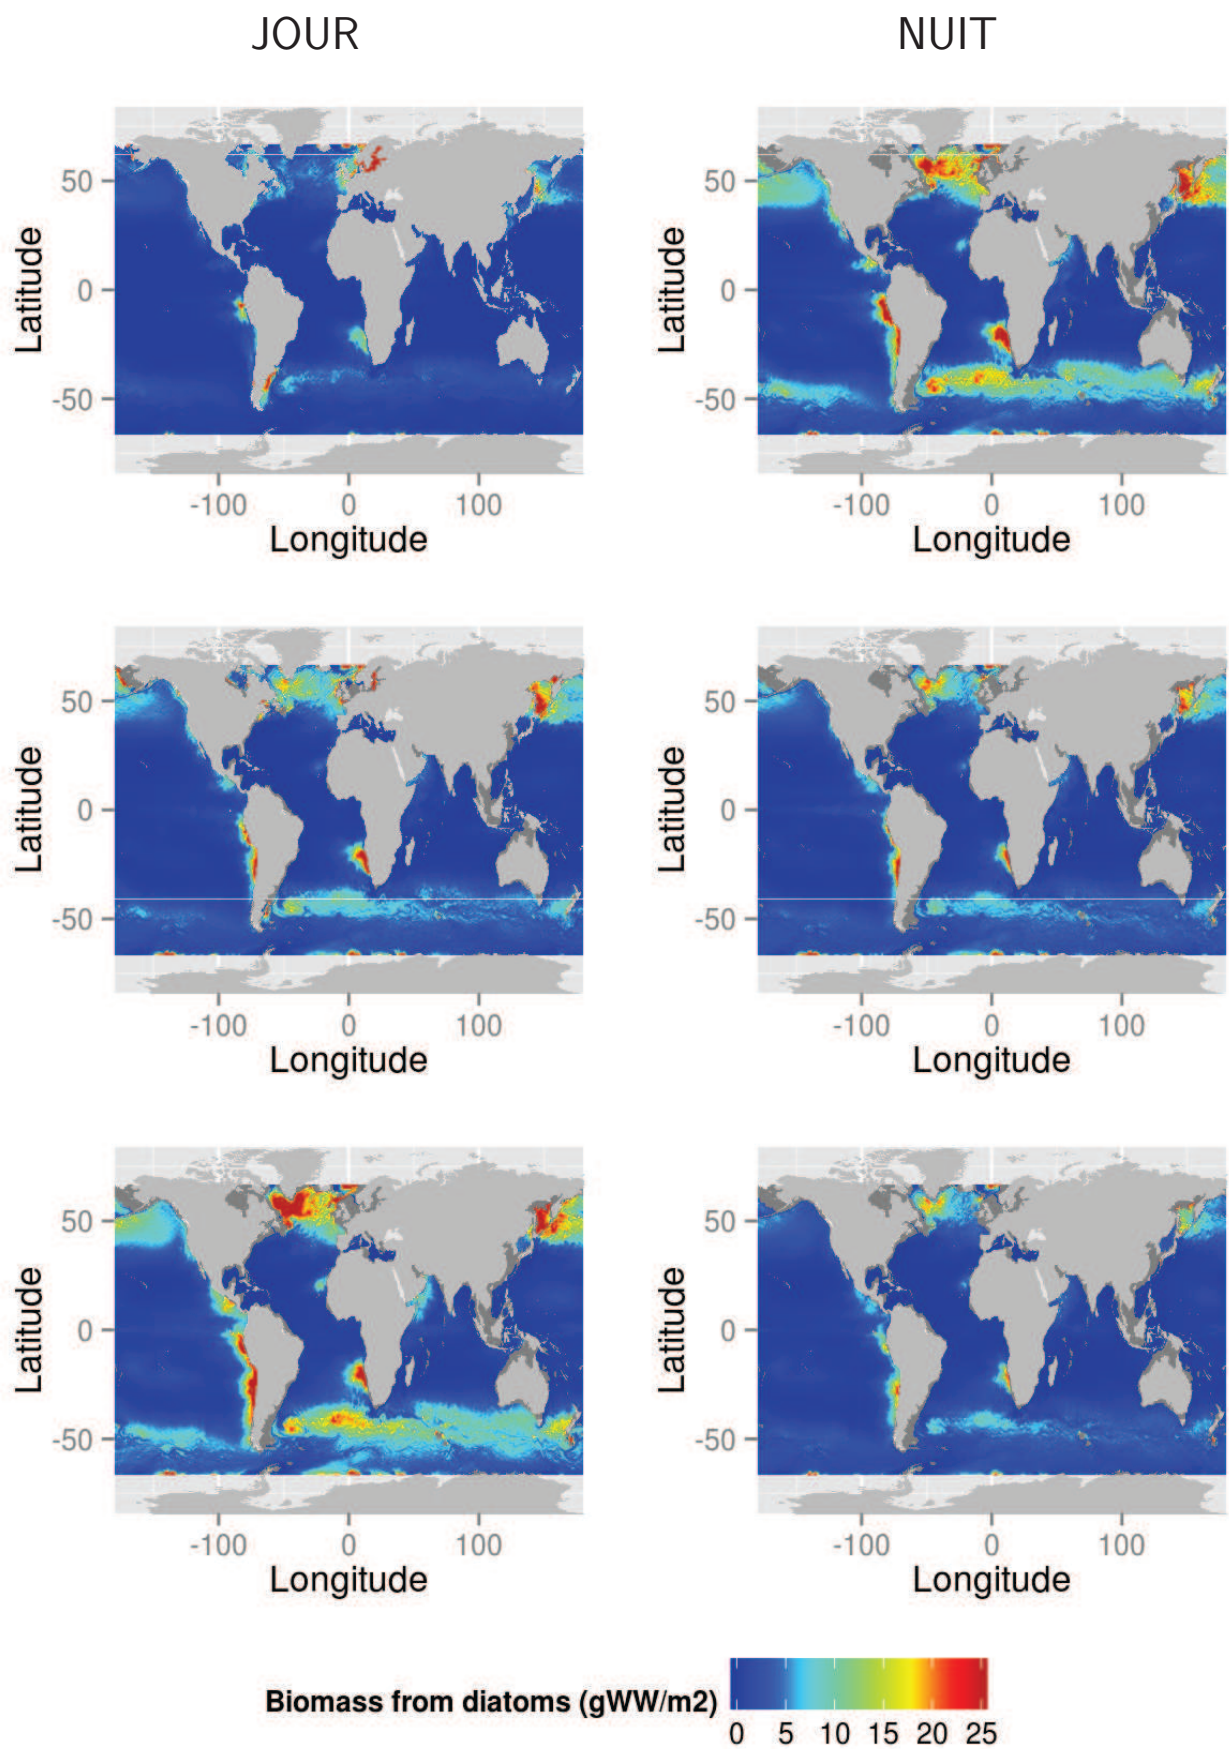 JOUR NUIT
50 50
0 0
-50 -50
Latitude Latitude
-100 0 100 -100 0 100
Longitude Longitude
50 50
0 0
-50 -50
Latitude Latitude
-100 0 100 -100 0 100
Longitude Longitude
50 50
0 0
-50 -50
Latitude Latitude
-100 0 100 -100 0 100
Longitude Longitude
Biomass from diatoms (gWW/m2)
0 5 10 15 20 25